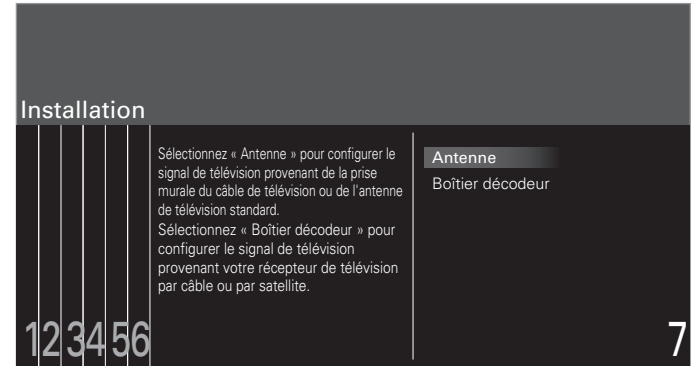 Installation
Sélectionnez « Antenne » pour configurer le
signal de télévision provenant de la prise
murale du câble de télévision ou de l'antenne
de télévision standard.
Sélectionnez « Boîtier décodeur » pour
configurer le signal de télévision
provenant votre récepteur de télévision
par câble ou par satellite.
Antenne
Boîtier décodeur
123456
7